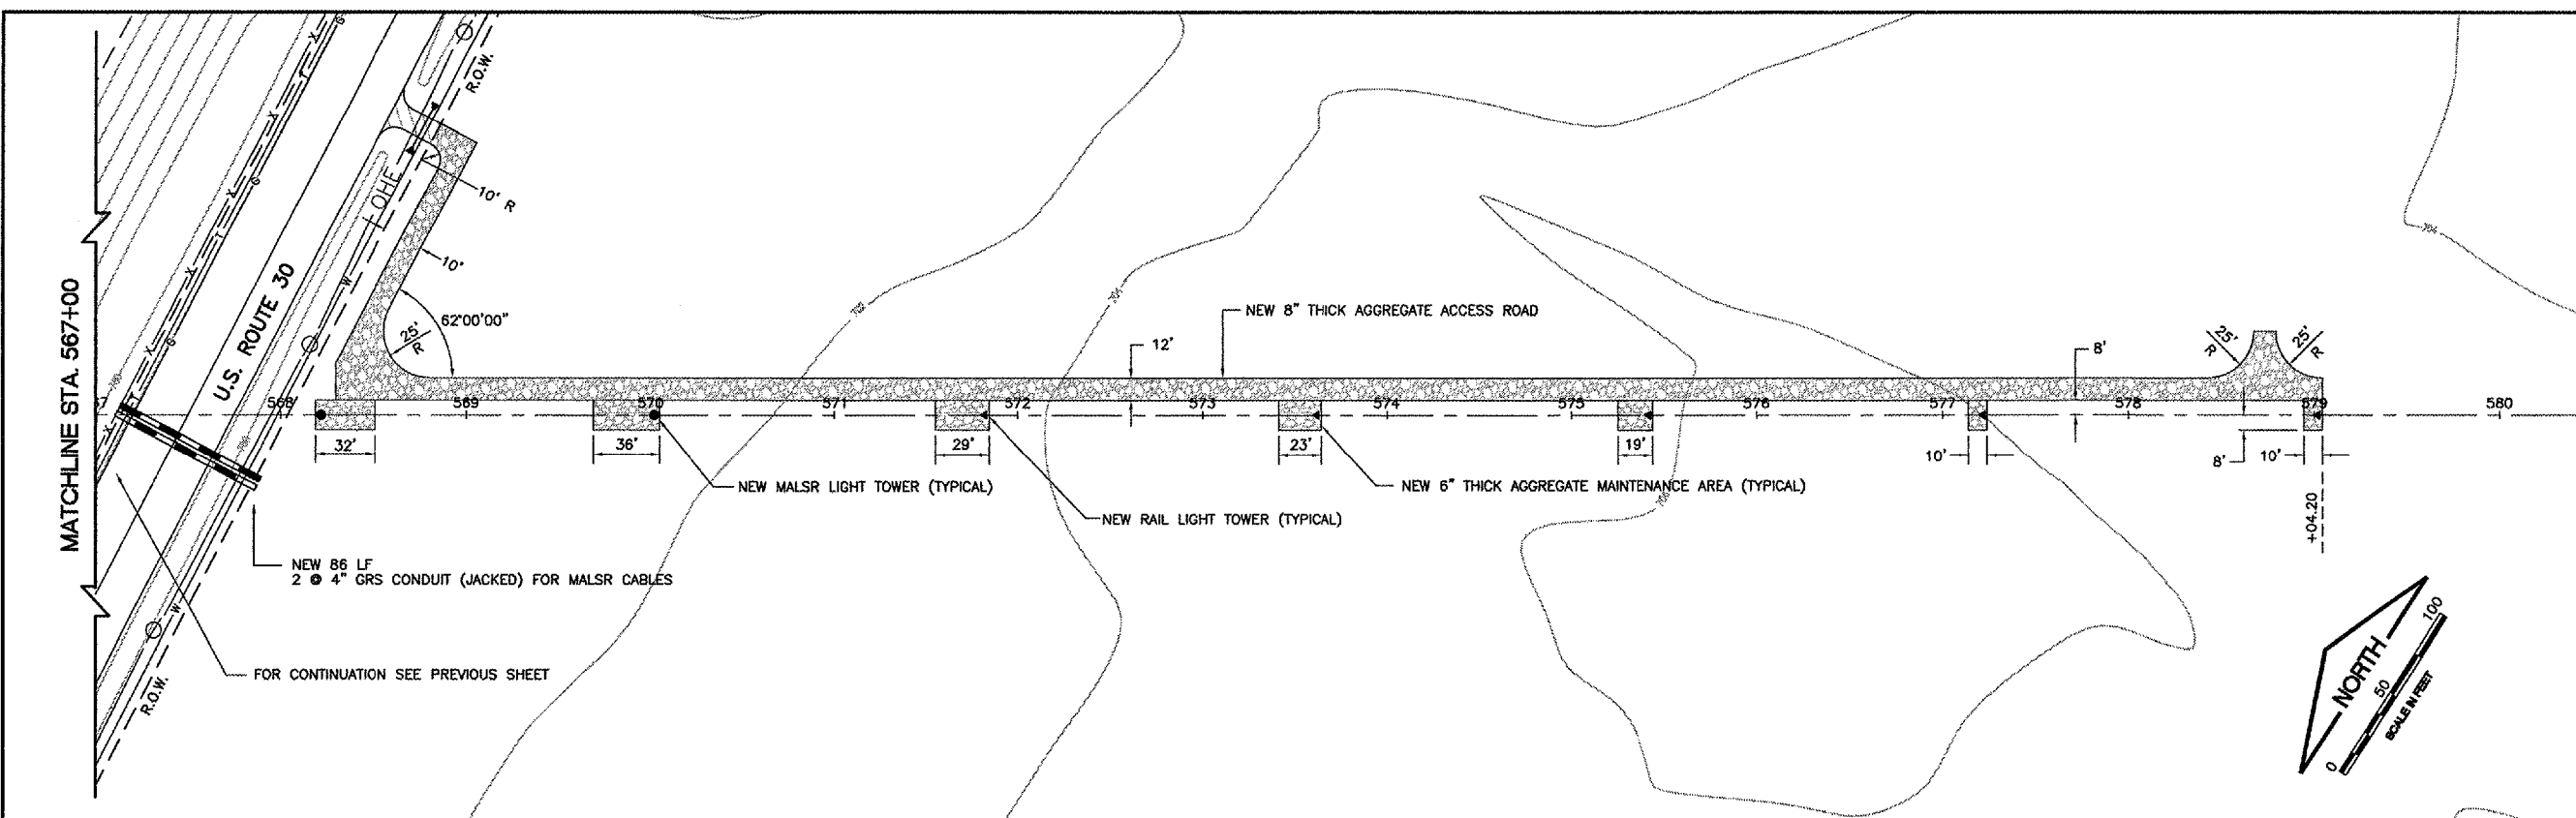 G
X
R.O.W.
T
X
OHE
10' R
X
G
10'
MATCHLINE STA. 567+00
U.S. ROUTE 30
W
62°00'00"
25'
R
702
704
704
NEW 8" THICK AGGREGATE ACCESS ROAD
12'
8'
25'
R
25'
R
568
569
570
571
572
573
574
575
576
577
578
579
580
32'
36'
29'
23'
19'
10'
8'
10'
+04.20
NEW MALSR LIGHT TOWER (TYPICAL)
NEW 6" THICK AGGREGATE MAINTENANCE AREA (TYPICAL)
NEW RAIL LIGHT TOWER (TYPICAL)
NEW 86 LF
2 @ 4" GRS CONDUIT (JACKED) FOR MALSR CABLES
W
FOR CONTINUATION SEE PREVIOUS SHEET
R.O.W.
NORTH
0
50
100
SCALE IN FEET